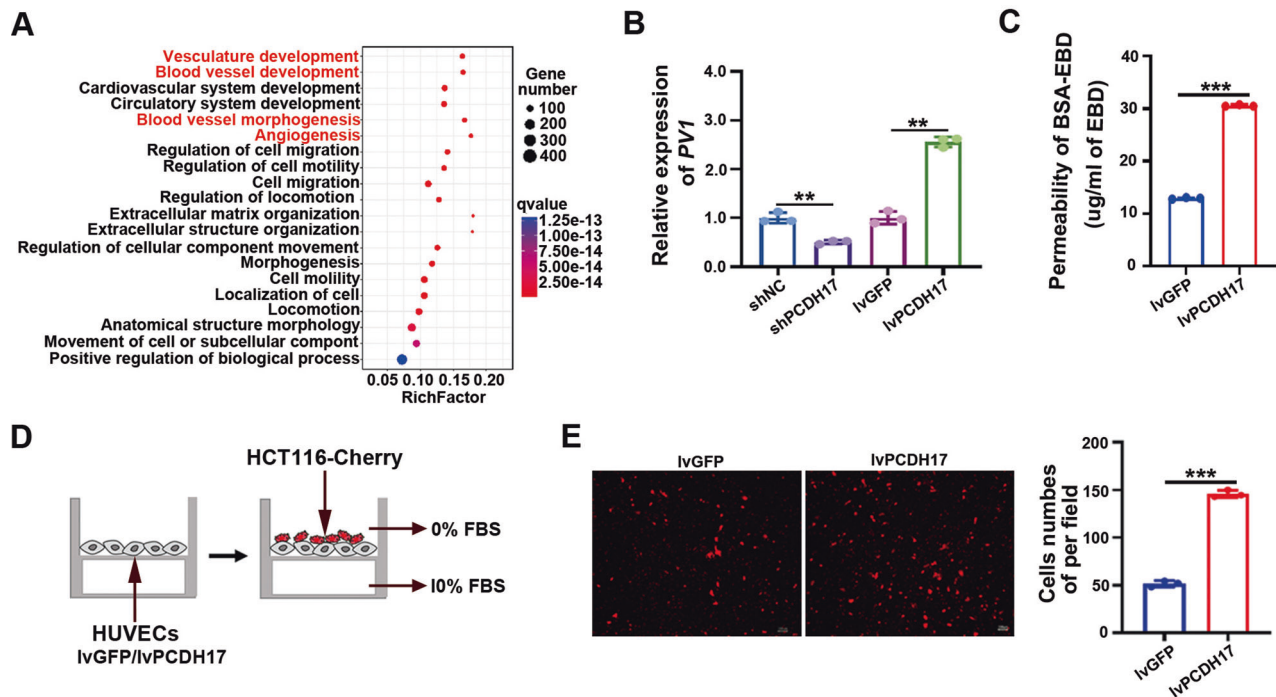 A
Vesculature development
Blood vessel development
Cardiovascular system development
Circulatory system development
Blood vessel morphogenesis
Angiogenesis
Regulation of cell migration
Regulation of cell motility
Cell migration
Regulation of locomotion
Extracellular matrix organization
Extracellular structure organization
Regulation of cellular component movement
Morphogenesis
Cell molility
Localization of cell
Locomotion
Anatomical structure morphology
Movement of cell or subcellular compont
Positive regulation of biological process
0.05 0.10 0.15 0.20
RichFactor
Gene
number
100
200
300
400
qvalue
1.25e-13
1.00e-13
7.50e-14
5.00e-14
2.50e-14
B
Relative expression
of PV1
4.0
3.0
2.0
1.0
0.0
**
**
shNC
shPCDH17
lvGFP
lvPCDH17
C
Permeability of BSA-EBD
(ug/ml of EBD)
40
30
20
10
0
***
lvGFP
lvPCDH17
D
HCT116-Cherry
0% FBS
I0% FBS
HUVECs
lvGFP/lvPCDH17
E
lvGFP
lvPCDH17
Cells numbes
of per field
200
150
100
50
0
***
lvGFP
lvPCDH17